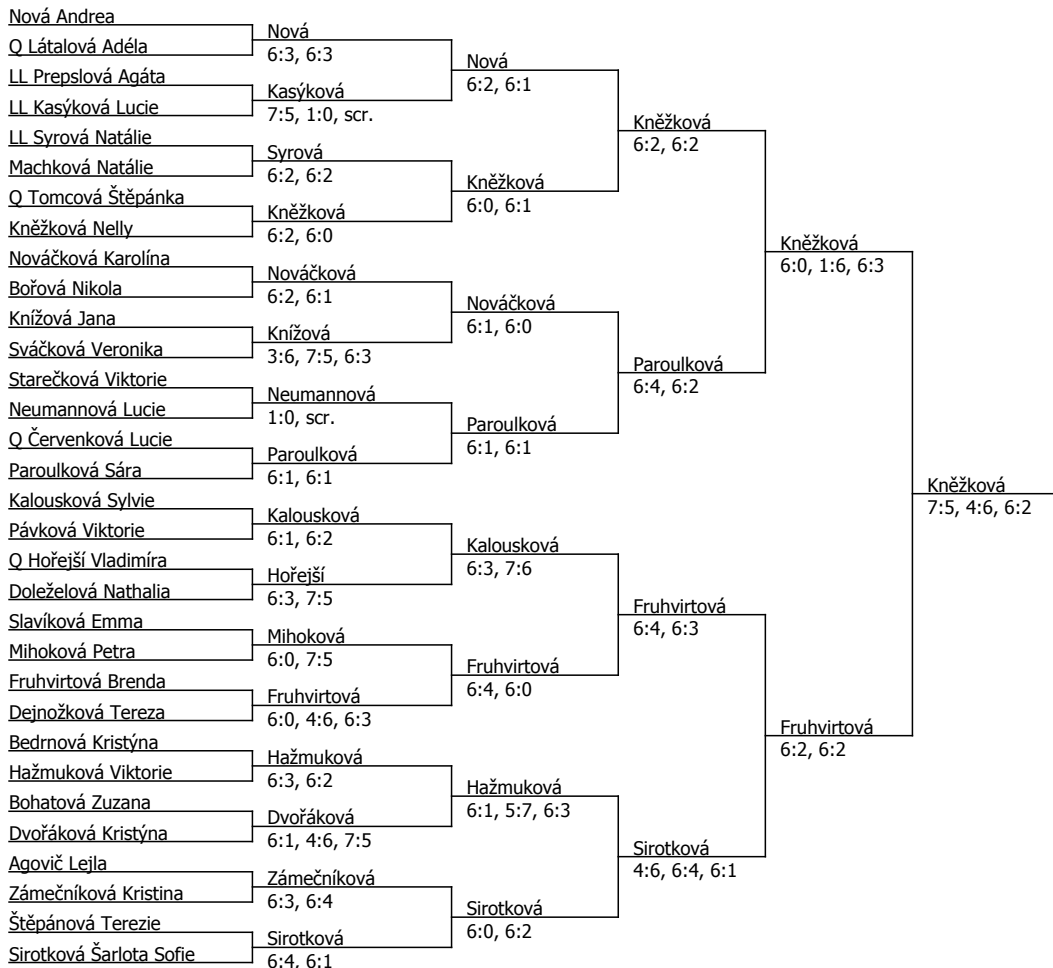 Nová Andrea
Q Látalová Adéla
LL Prepslová Agáta
LL Kasýková Lucie
LL Syrová Natálie
Machková Natálie
Q Tomcová Štěpánka
Kněžková Nelly
Nováčková Karolína
Bořová Nikola
Knížová Jana
Sváčková Veronika
Starečková Viktorie
Neumannová Lucie
Q Červenková Lucie
Paroulková Sára
Kalousková Sylvie
Pávková Viktorie
Q Hořejší Vladimíra
Doleželová Nathalia
Slavíková Emma
Mihoková Petra
Fruhvirtová Brenda
Dejnožková Tereza
Bedrnová Kristýna
Hažmuková Viktorie
Bohatová Zuzana
Dvořáková Kristýna
Agovič Lejla
Zámečníková Kristina
Štěpánová Terezie
Sirotková Šarlota Sofie
Nová
6:3, 6:3
Kasýková
7:5, 1:0, scr.
Syrová
6:2, 6:2
Kněžková
6:2, 6:0
Nováčková
6:2, 6:1
Knížová
3:6, 7:5, 6:3
Neumannová
1:0, scr.
Paroulková
6:1, 6:1
Kalousková
6:1, 6:2
Hořejší
6:3, 7:5
Mihoková
6:0, 7:5
Fruhvirtová
6:0, 4:6, 6:3
Hažmuková
6:3, 6:2
Dvořáková
6:1, 4:6, 7:5
Zámečníková
6:3, 6:4
Sirotková
6:4, 6:1
Nová
6:2, 6:1
Kněžková
6:0, 6:1
Nováčková
6:1, 6:0
Paroulková
6:1, 6:1
Kalousková
6:3, 7:6
Fruhvirtová
6:4, 6:0
Hažmuková
6:1, 5:7, 6:3
Sirotková
6:0, 6:2
Kněžková
6:2, 6:2
Paroulková
6:4, 6:2
Fruhvirtová
6:4, 6:3
Sirotková
4:6, 6:4, 6:1
Kněžková
6:0, 1:6, 6:3
Fruhvirtová
6:2, 6:2
Kněžková
7:5, 4:6, 6:2